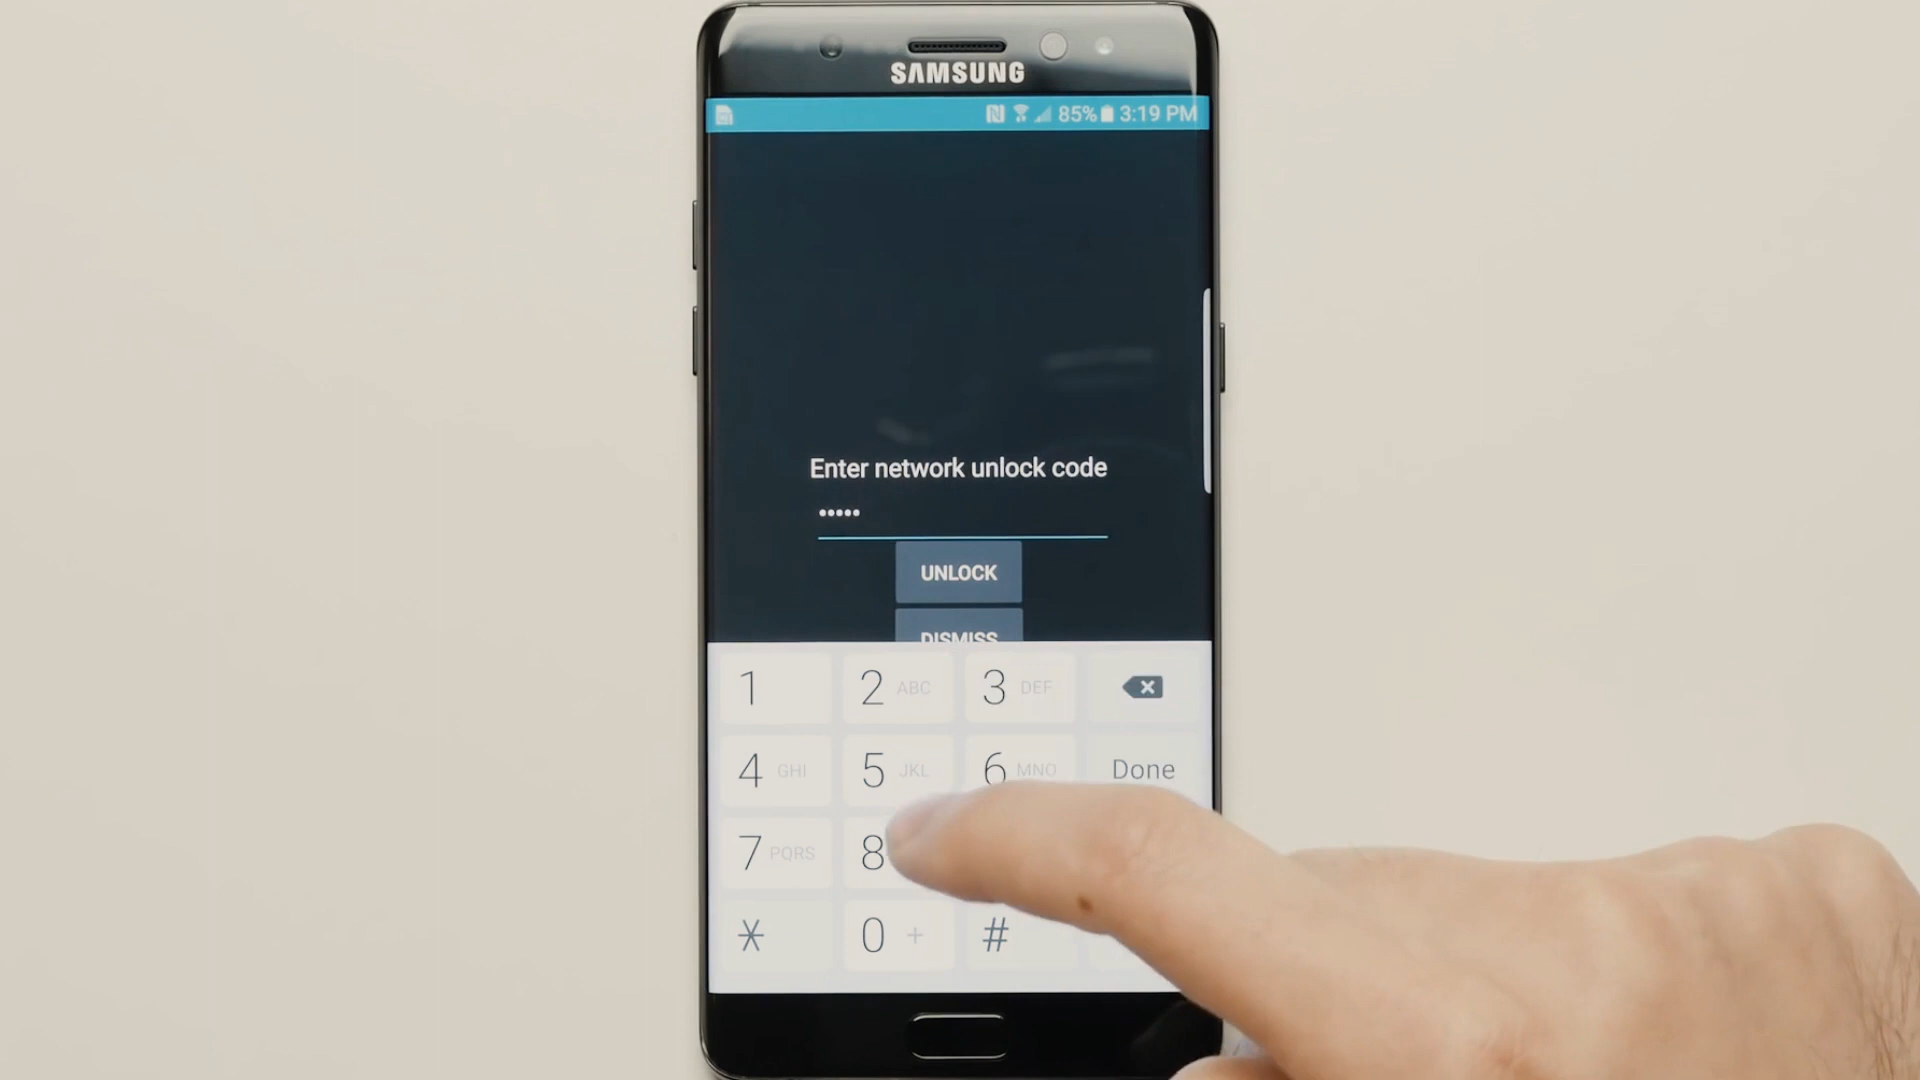 SAMSUNG
85% 3:19 PM
Enter network unlock code
•••••
UNLOCK
DISMISS
1 2 ABC 3 DEF
4 GHI 5 JKL 6 MNO Done
7 PQRS 8
* 0 + #